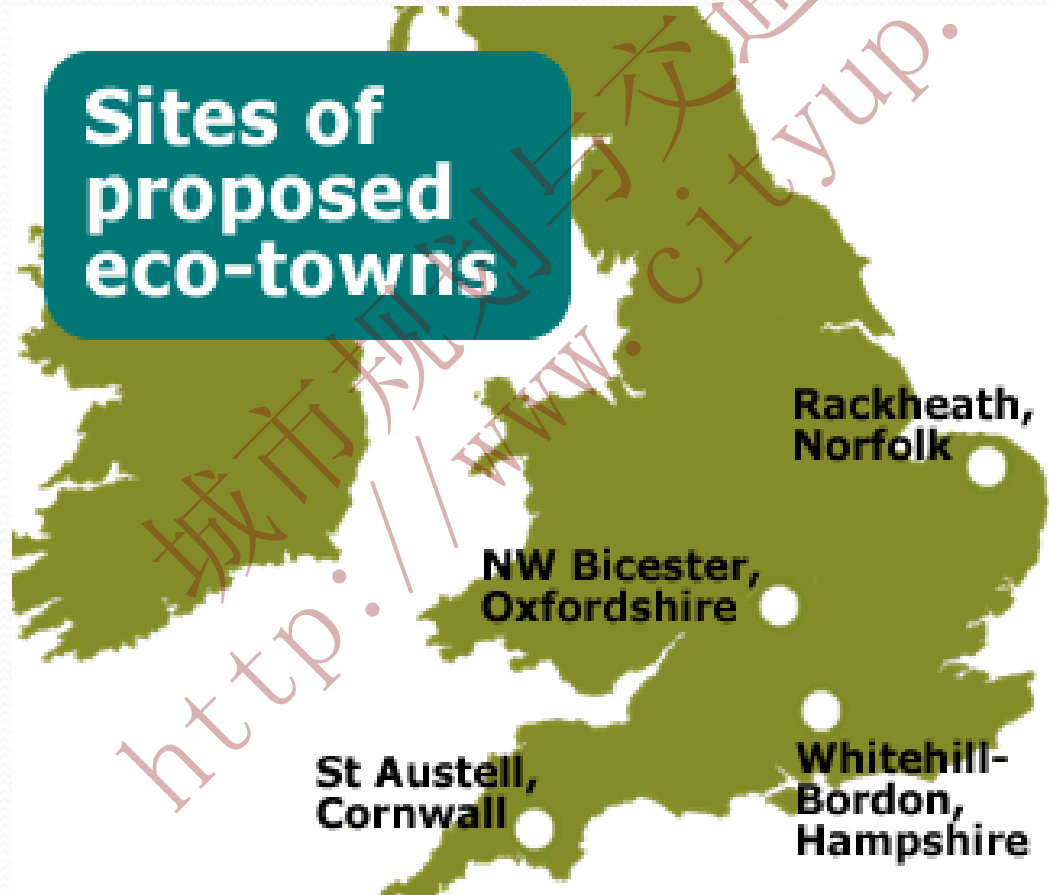 Sites of
proposed
eco-towns
Rackheath,
Norfolk
NW Bicester,
Oxfordshire
St Austell,
Cornwall
Whitehill-
Bordon,
Hampshire
城市规划与交通
http://www.cityup.